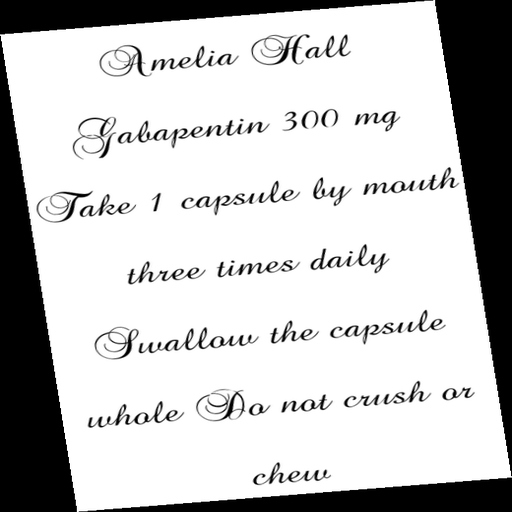 Amelia Hall
Gabapentin 300 mg
Take 1 capsule by mouth
three times daily
Swallow the capsule
whole Do not crush or
chew